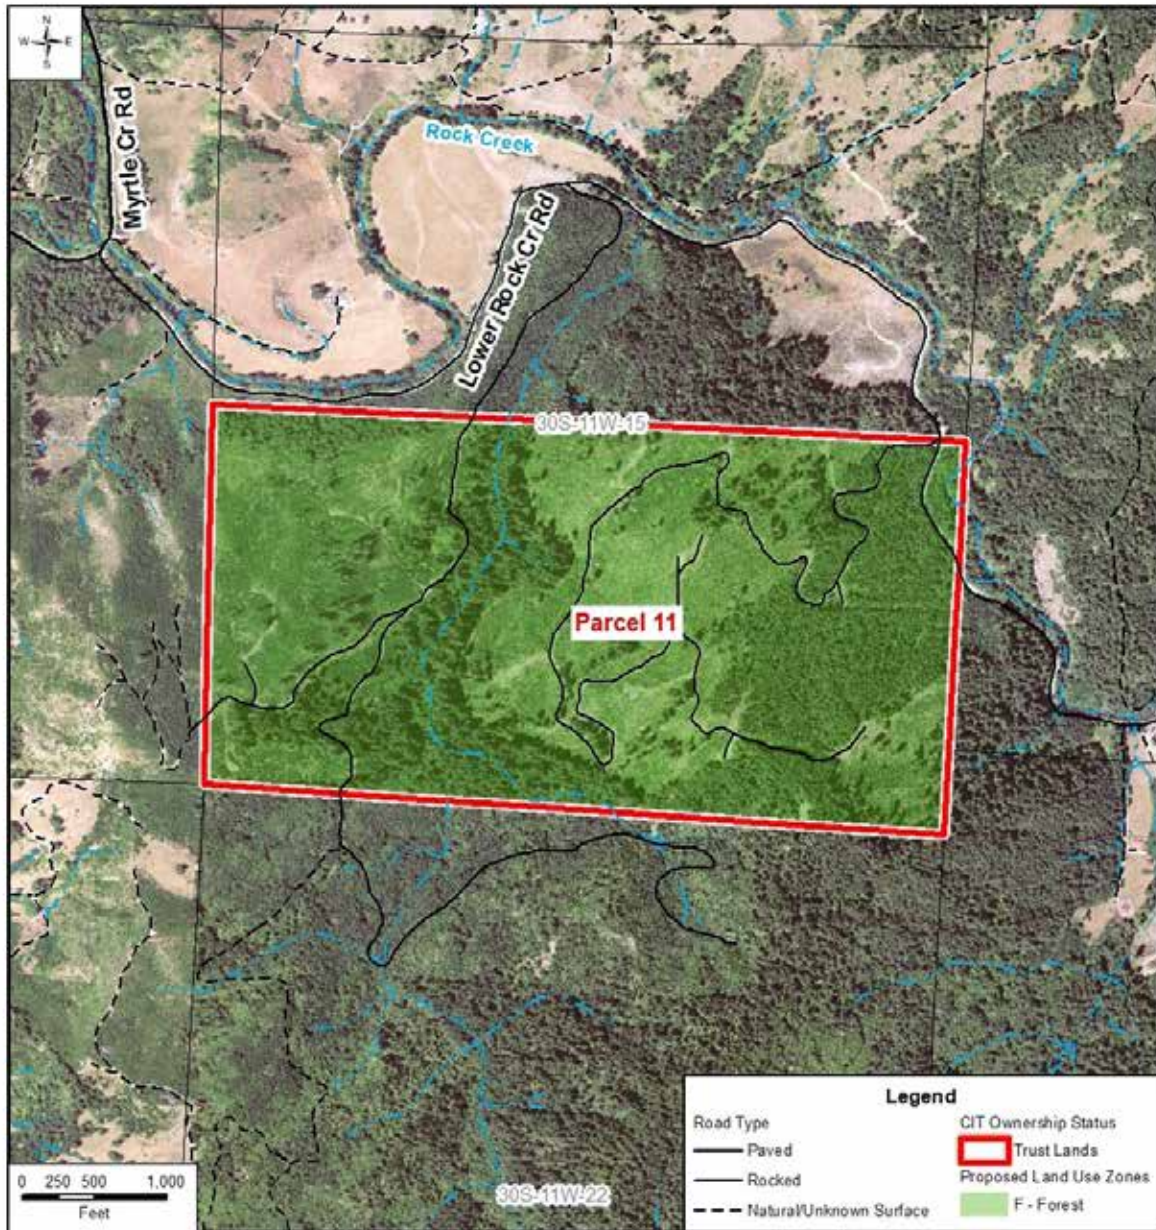 N
W E
S
Myrtle Cr Rd
Rock Creek
Lower Rock Cr Rd
30S-11W-15
Parcel 11
30S-11W-22
0 250 500 1,000
Feet
Legend
Road Type
Paved
Rocked
Natural/Unknown Surface
CIT Ownership Status
Trust Lands
Proposed Land Use Zones
F - Forest